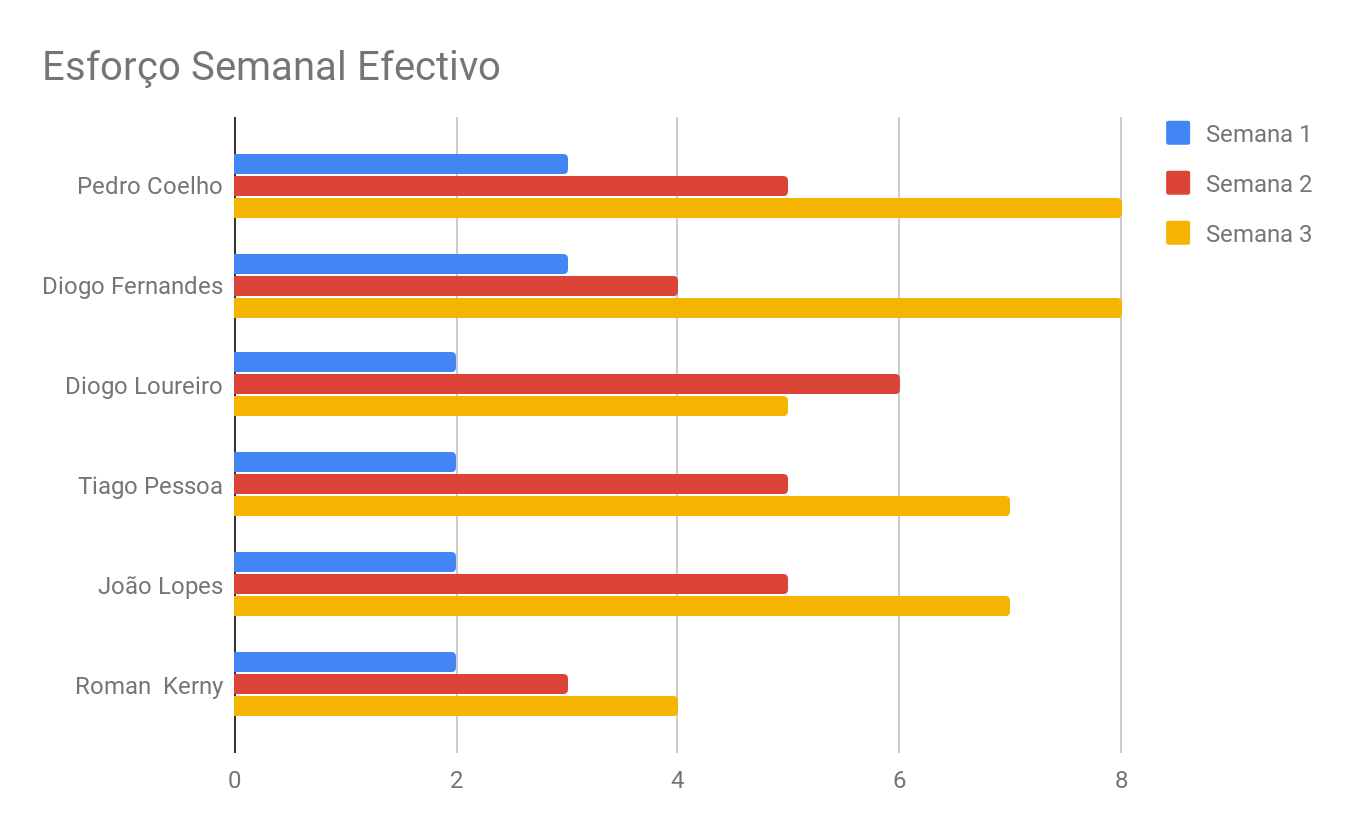 Esforço Semanal Efectivo
Semana 1
Semana 2
Semana 3
Pedro Coelho
Diogo Fernandes
Diogo Loureiro
Tiago Pessoa
João Lopes
Roman  Kerny
0 2 4 6 8